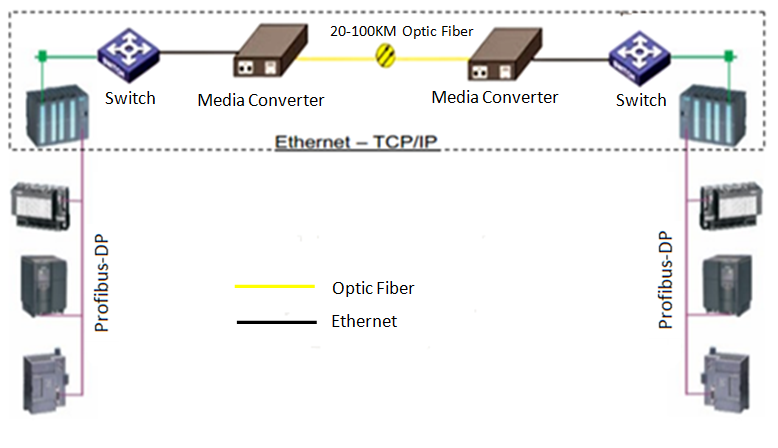 20-100KM Optic Fiber
Switch
Media Converter
Media Converter
Switch
Ethernet – TCP/IP
Profibus-DP
Profibus-DP
Optic Fiber
Ethernet